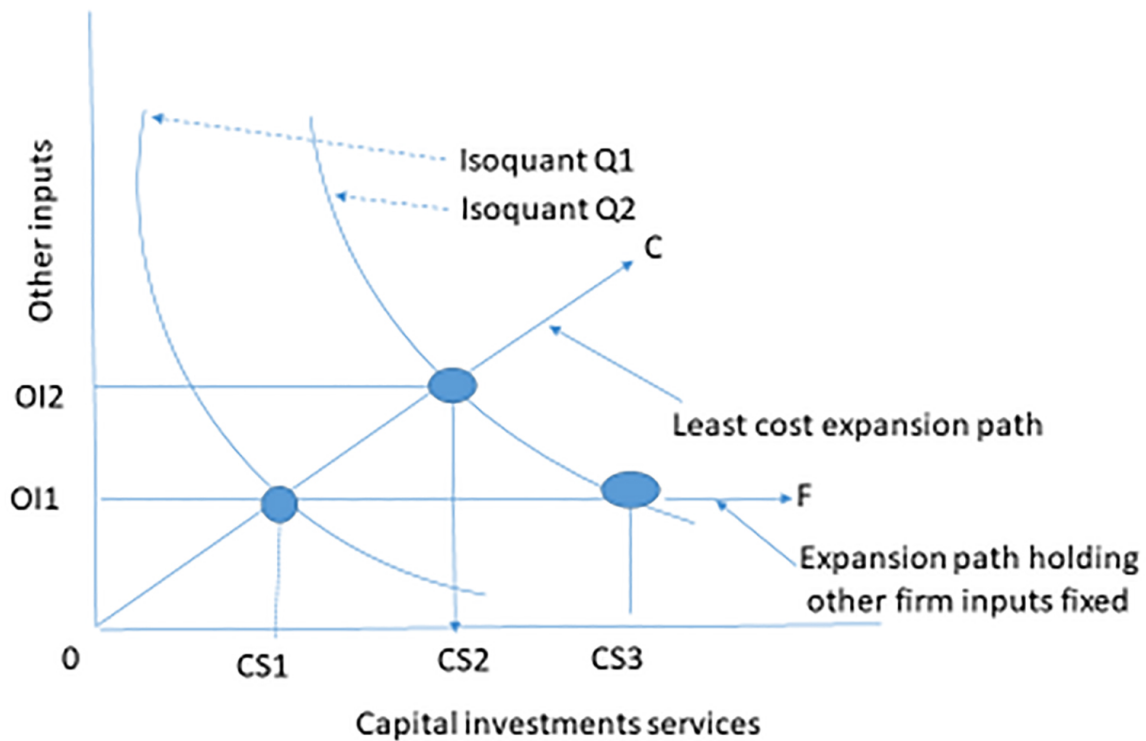 Other inputs
Isoquant Q1
Isoquant Q2
C
OI2
Least cost expansion path
OI1
F
Expansion path holding
other firm inputs fixed
0
CS1
CS2
CS3
Capital investments services